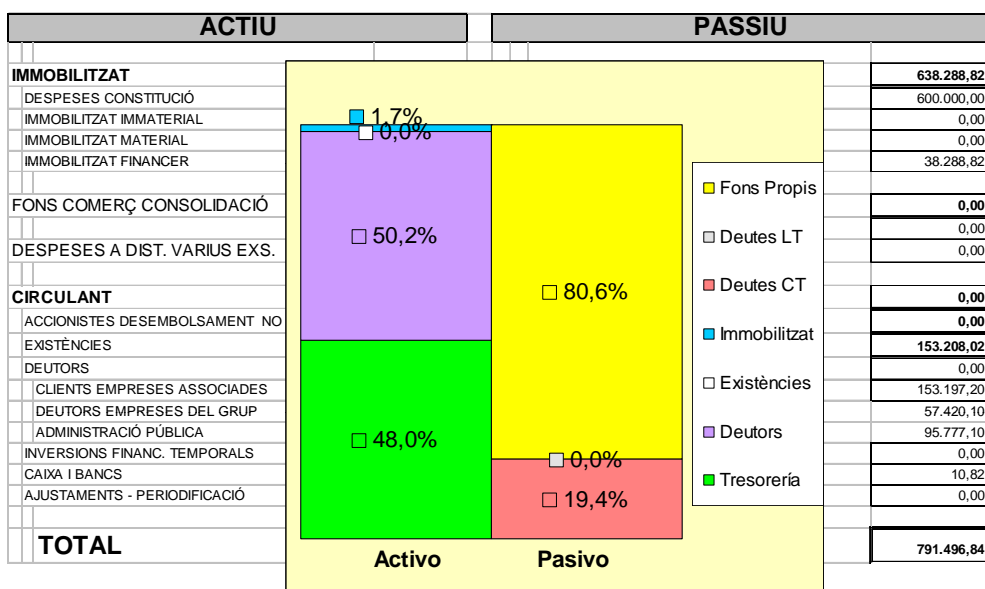 ACTIU PASSIU
IMMOBILITZAT 638.288,82
DESPESES CONSTITUCIÓ 600.000,00
IMMOBILITZAT IMMATERIAL 0,00
IMMOBILITZAT MATERIAL 0,00
IMMOBILITZAT FINANCER 38.288,82
FONS COMERÇ CONSOLIDACIÓ 0,00
0,00
DESPESES A DIST. VARIUS EXS. 0,00
CIRCULANT 0,00
ACCIONISTES DESEMBOLSAMENT NO 0,00
EXISTÈNCIES 153.208,02
DEUTORS 0,00
CLIENTS EMPRESES ASSOCIADES 153.197,20
DEUTORS EMPRESES DEL GRUP 57.420,10
ADMINISTRACIÓ PÚBLICA 95.777,10
INVERSIONS FINANC. TEMPORALS 0,00
CAIXA I BANCS 10,82
AJUSTAMENTS - PERIODIFICACIÓ 0,00
TOTAL 791.496,84
1,7%
0,0%
50,2%
48,0%
80,6%
0,0%
19,4%
Activo Pasivo
Fons Propis
Deutes LT
Deutes CT
Immobilitzat
Existències
Deutors
Tresorería